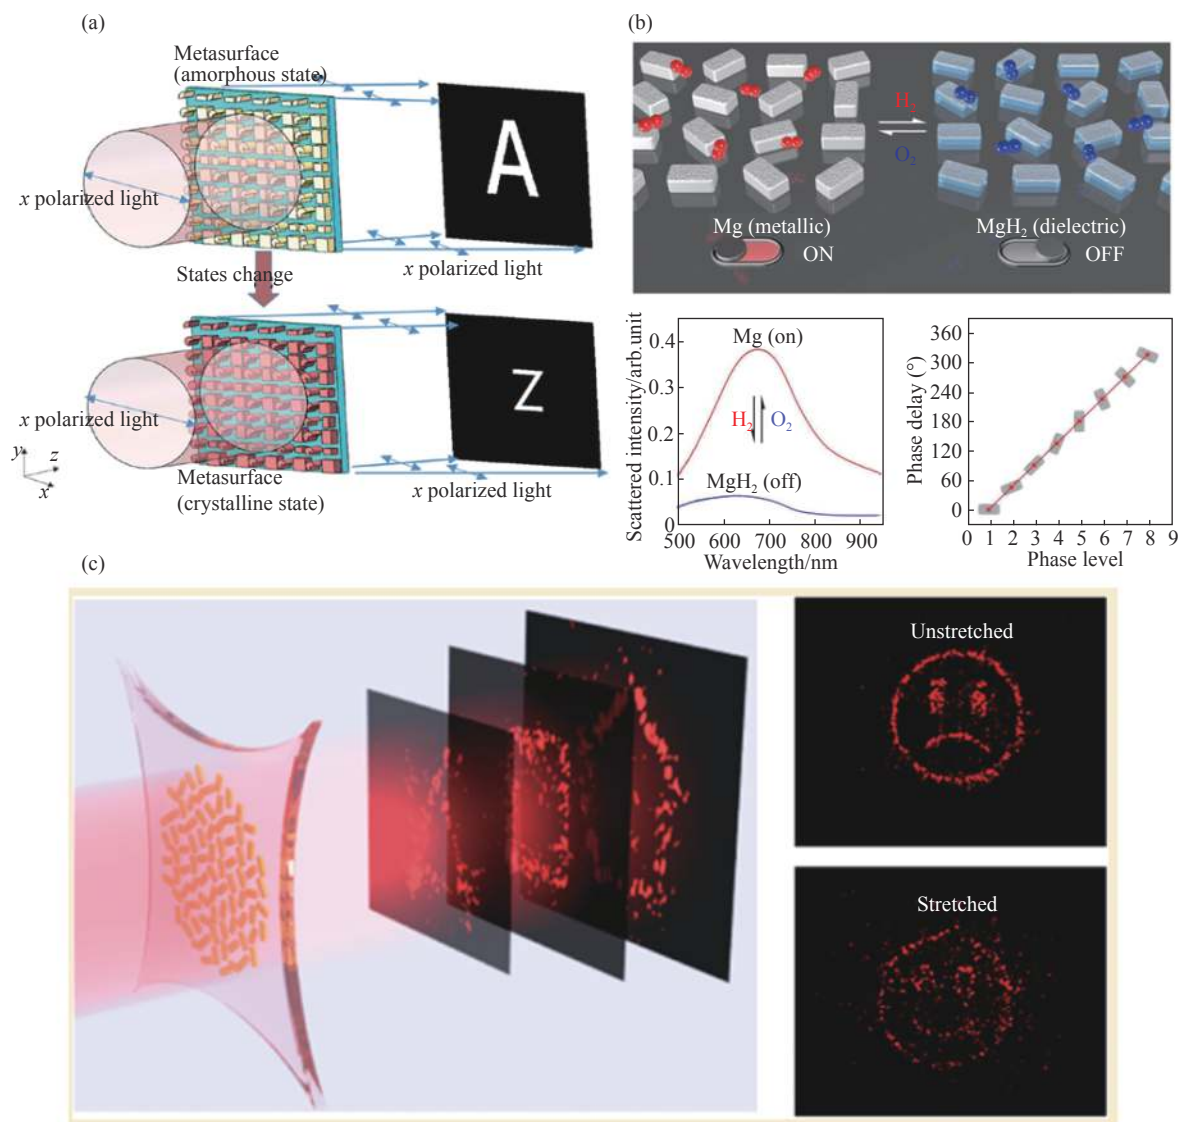 (a)
Metasurface
(amorphous state)
A
x polarized light
x polarized light
States change
z
x polarized light
x polarized light
y
z
x
Metasurface
(crystalline state)
(b)
H₂
O₂
Mg (metallic)
ON
MgH₂ (dielectric)
OFF
Scattered intensity/arb.unit
0.4
0.3
0.2
0.1
0
Mg (on)
H₂
O₂
MgH₂ (off)
500 600 700 800 900
Wavelength/nm
Phase delay (°)
360
300
240
180
120
60
0
0 1 2 3 4 5 6 7 8 9
Phase level
(c)
Unstretched
Stretched